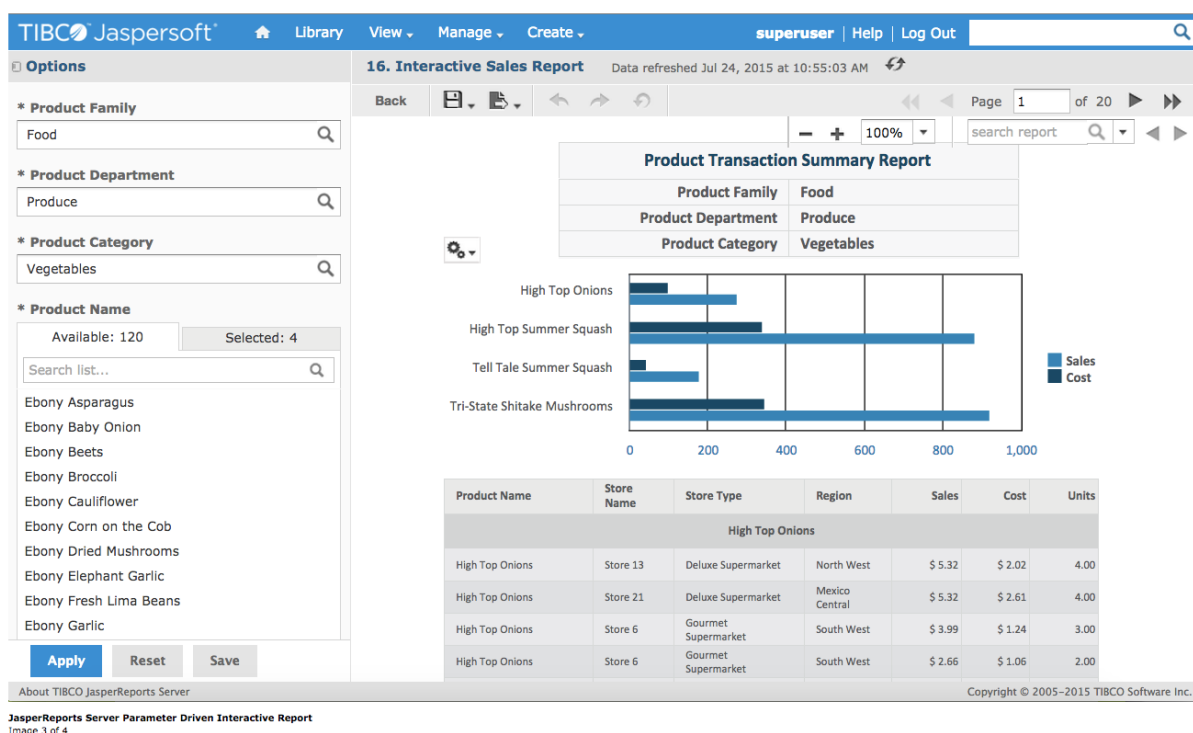 TIBCO Jaspersoft
Library View Manage Create superuser | Help | Log Out
Options
* Product Family
Food
* Product Department
Produce
* Product Category
Vegetables
* Product Name
Available: 120 Selected: 4
Search list...
Ebony Asparagus
Ebony Baby Onion
Ebony Beets
Ebony Broccoli
Ebony Cauliflower
Ebony Corn on the Cob
Ebony Dried Mushrooms
Ebony Elephant Garlic
Ebony Fresh Lima Beans
Ebony Garlic
Apply Reset Save
16. Interactive Sales Report Data refreshed Jul 24, 2015 at 10:55:03 AM
Back Page 1 of 20
100% search report
Product Transaction Summary Report
Product Family Food
Product Department Produce
Product Category Vegetables
High Top Onions
High Top Summer Squash
Tell Tale Summer Squash
Tri-State Shitake Mushrooms
Sales
Cost
0 200 400 600 800 1,000
Product Name Store Name Store Type Region Sales Cost Units
High Top Onions
High Top Onions Store 13 Deluxe Supermarket North West $ 5.32 $ 2.02 4.00
High Top Onions Store 21 Deluxe Supermarket Mexico Central $ 5.32 $ 2.61 4.00
High Top Onions Store 6 Gourmet Supermarket South West $ 3.99 $ 1.24 3.00
High Top Onions Store 6 Gourmet Supermarket South West $ 2.66 $ 1.06 2.00
About TIBCO JasperReports Server Copyright © 2005-2015 TIBCO Software Inc.
JasperReports Server Parameter Driven Interactive Report
Image 3 of 4